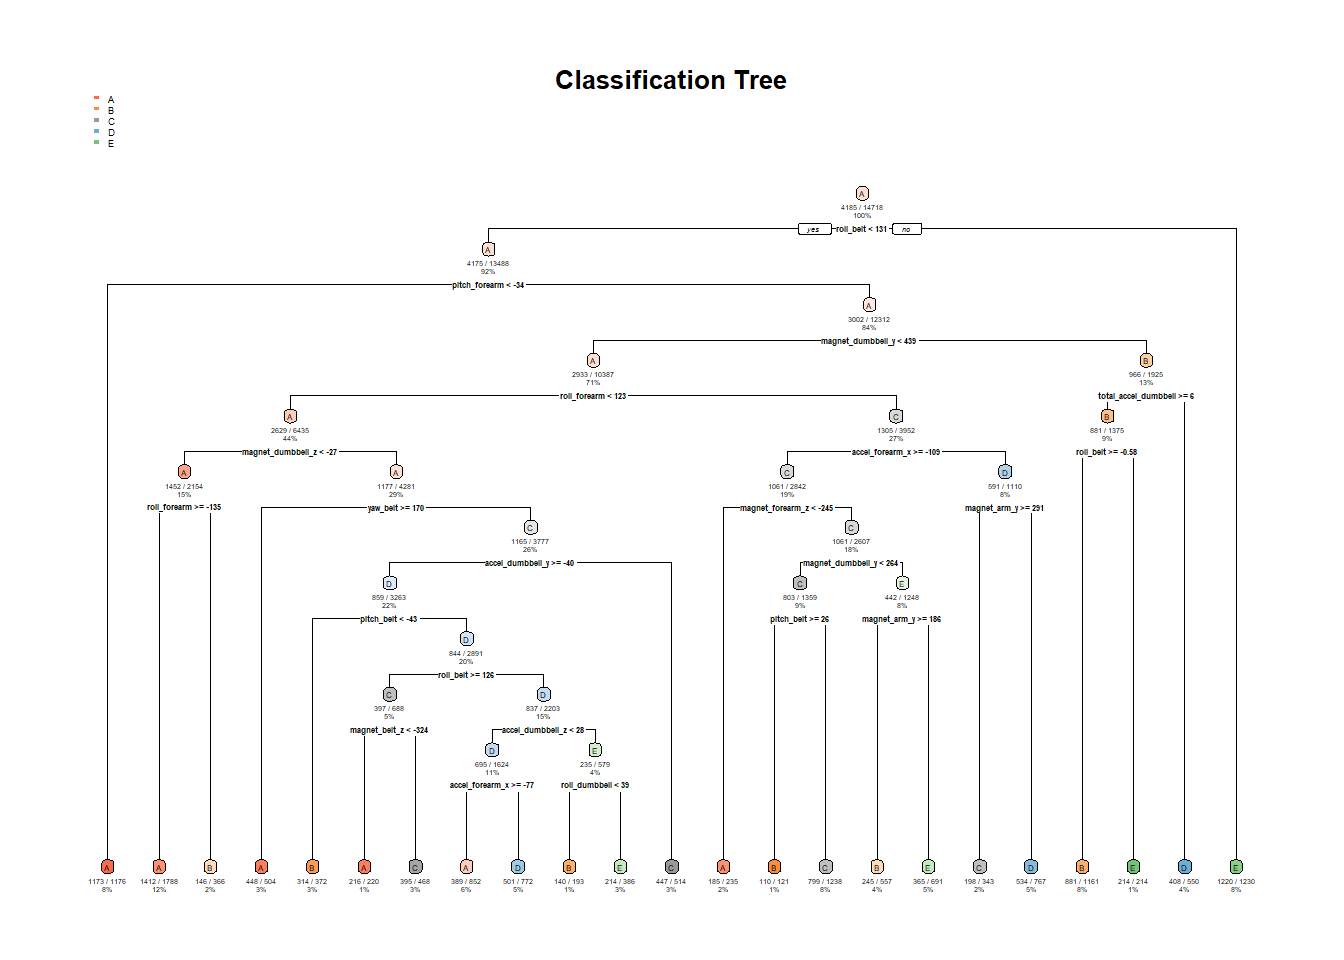 Classification Tree
A
B
C
D
E
A
4185 / 14718
100%
yes roll_belt < 131 no
A
4175 / 13488
92%
pitch_forearm < -34
A
3002 / 12312
84%
magnet_dumbbell_y < 439
A
2933 / 10387
71%
B
966 / 1925
13%
roll_forearm < 123
total_accel_dumbbell >= 6
A
2629 / 6435
44%
C
1305 / 3952
27%
B
881 / 1375
9%
magnet_dumbbell_z < -27
accel_forearm_x >= -109
roll_belt >= -0.58
A
1452 / 2154
15%
A
1177 / 4281
29%
C
1061 / 2842
19%
D
591 / 1110
8%
roll_forearm >= -135
yaw_belt >= 170
magnet_forearm_z < -245
magnet_arm_y >= 291
C
1165 / 3777
26%
C
1061 / 2607
18%
accel_dumbbell_y >= -40
magnet_dumbbell_y < 264
D
859 / 3263
22%
C
803 / 1359
9%
E
442 / 1248
8%
pitch_belt < -43
pitch_belt >= 26
magnet_arm_y >= 186
D
844 / 2891
20%
roll_belt >= 126
C
397 / 688
5%
D
837 / 2203
15%
magnet_belt_z < -324
accel_dumbbell_z < 28
D
695 / 1624
11%
E
235 / 579
4%
accel_forearm_x >= -77
roll_dumbbell < 39
A
1173 / 1176
8%
A
1412 / 1788
12%
B
146 / 366
2%
A
448 / 504
3%
B
314 / 372
3%
A
216 / 220
1%
C
395 / 468
3%
A
389 / 852
6%
D
501 / 772
5%
B
140 / 193
1%
E
214 / 386
3%
C
447 / 514
3%
A
185 / 235
2%
B
110 / 121
1%
C
799 / 1238
8%
B
245 / 557
4%
E
365 / 691
5%
C
198 / 343
2%
D
534 / 767
5%
B
881 / 1161
8%
E
214 / 214
1%
D
408 / 550
4%
E
1220 / 1230
8%